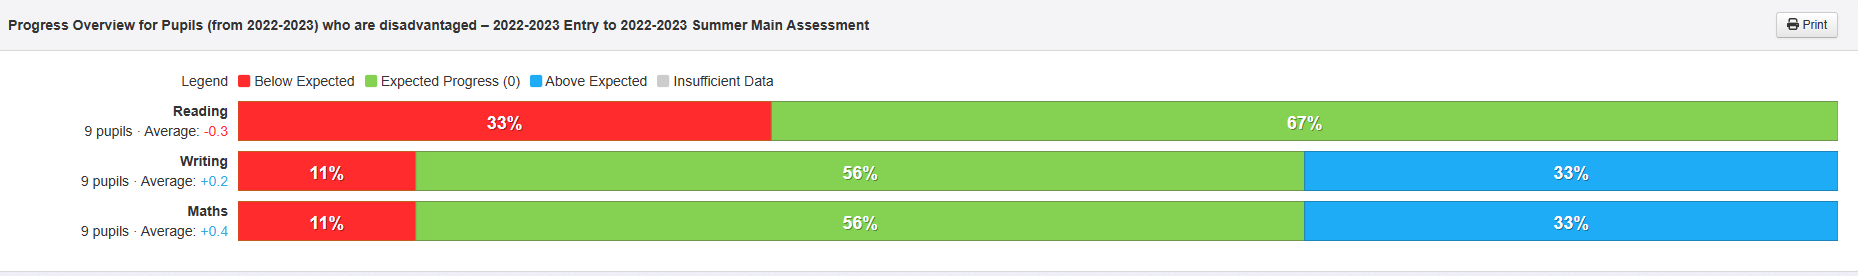 Progress Overview for Pupils (from 2022-2023) who are disadvantaged – 2022-2023 Entry to 2022-2023 Summer Main Assessment
Print
Legend Below Expected Expected Progress (0) Above Expected Insufficient Data
Reading
9 pupils · Average: -0.3
33% 67%
Writing
9 pupils · Average: +0.2
11% 56% 33%
Maths
9 pupils · Average: +0.4
11% 56% 33%